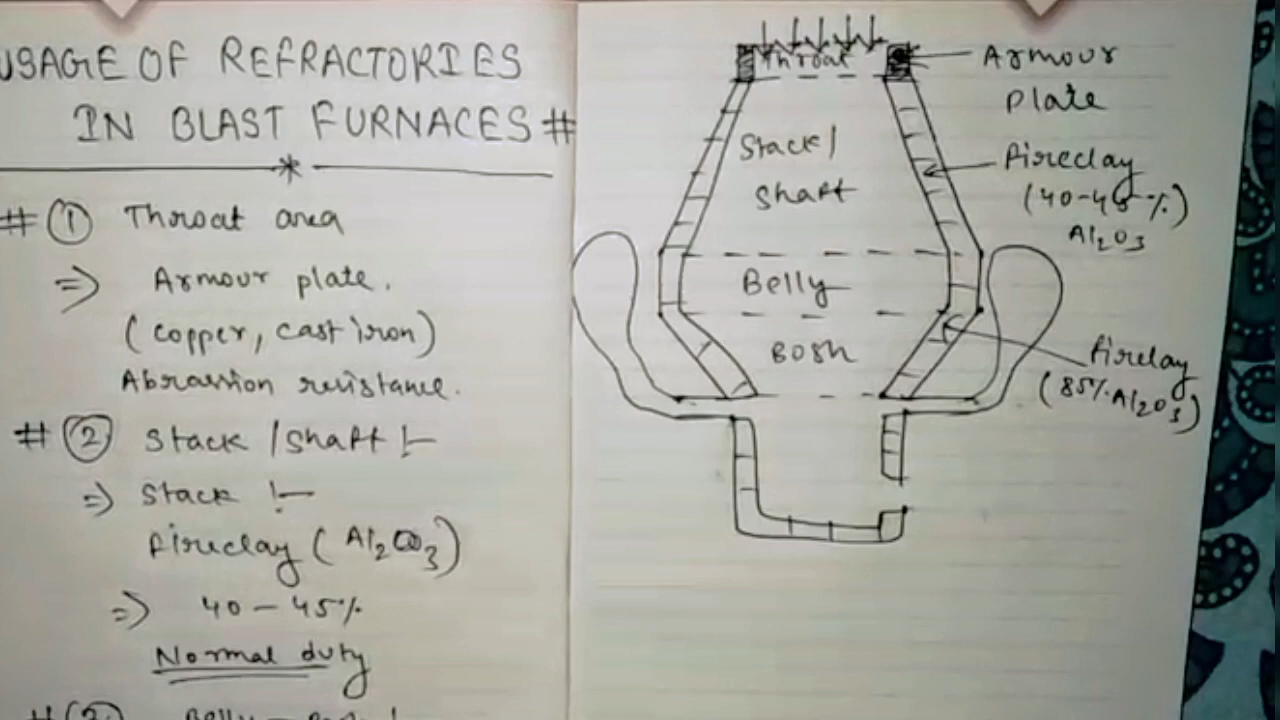 USAGE OF REFRACTORIES
IN BLAST FURNACES #
# ① Throat area
⇒ Armour plate.
(copper, cast iron)
Abrassion resistance.
# ② Stack / Shaft :-
⇒ Stack :-
fireclay (Al₂O₃)
⇒ 40 - 45%
Normal duty
Throat
Armour
plate
Stack /
Shaft
fireclay
(40-45 %)
Al₂O₃
Belly
Bosh
fireclay
(85% Al₂O₃)